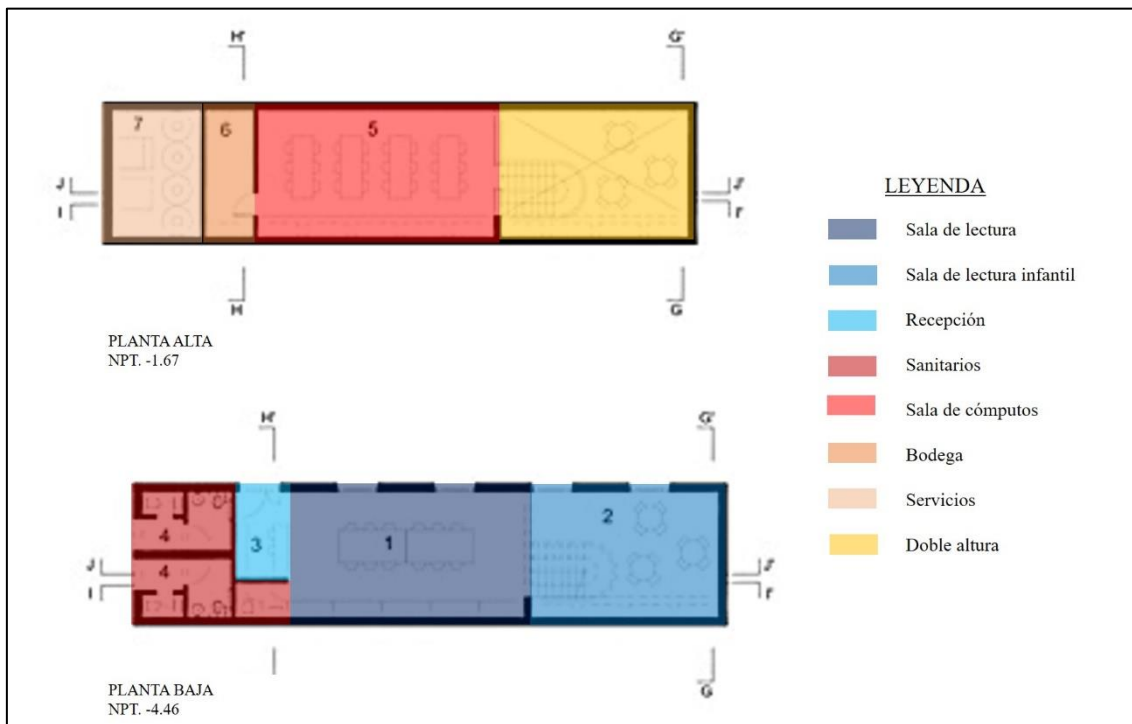 H' G'
7 6 5
J J'
I I'
H G
PLANTA ALTA
NPT. -1.67
LEYENDA
Sala de lectura
Sala de lectura infantil
Recepción
Sanitarios
Sala de cómputos
Bodega
Servicios
Doble altura
H' G'
4 3 1 2
4
J J'
I I'
G
PLANTA BAJA
NPT. -4.46